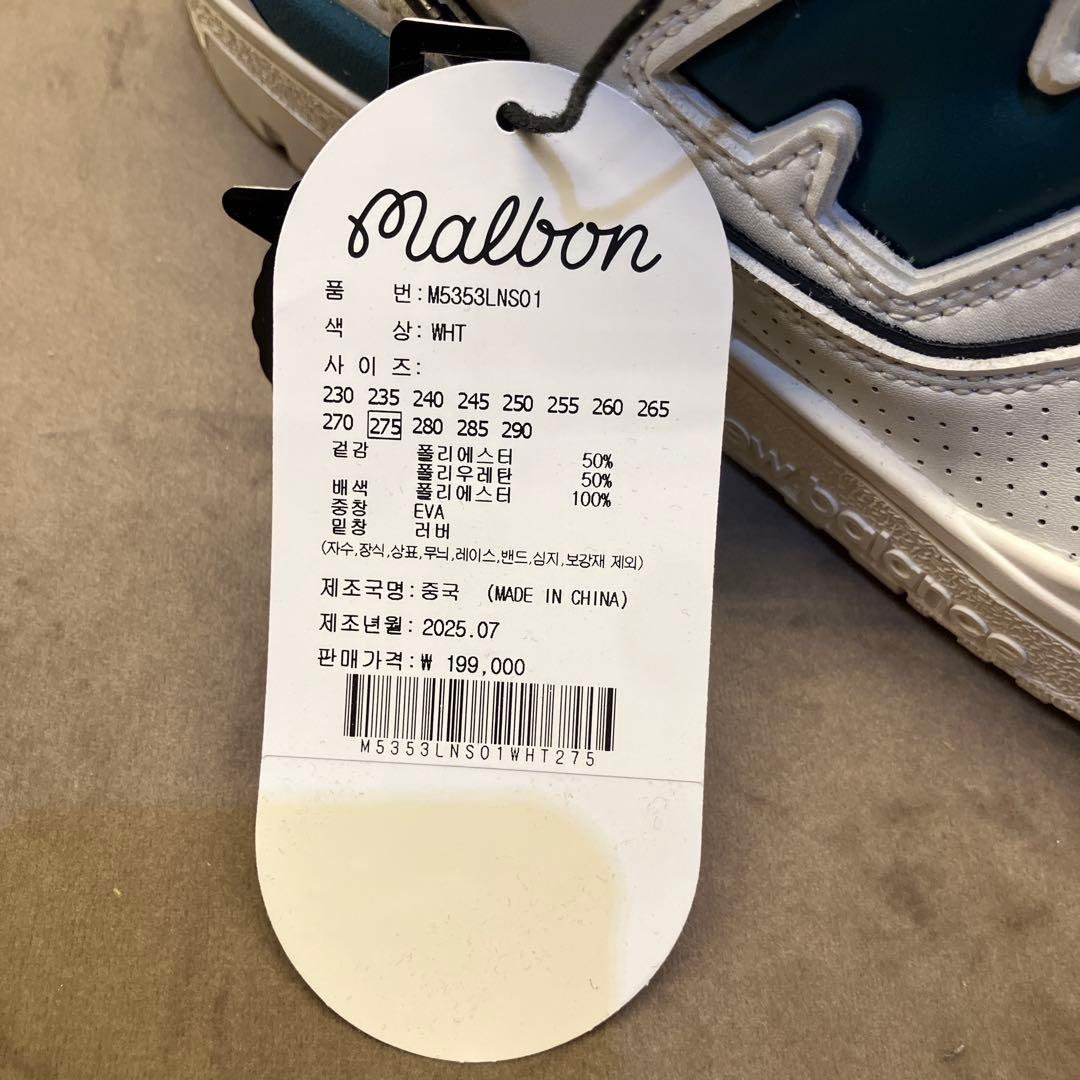 Malbon
품 번:M5353LNS01
색 상: WHT
사 이 즈:
230 235 240 245 250 255 260 265
270 275 280 285 290
겉감 폴리에스터 50%
폴리우레탄 50%
배색 폴리에스터 100%
중창 EVA
밑창 러버
(자수,장식,상표,무늬,레이스,밴드,심지,보강재 제외)
제조국명:중국 (MADE IN CHINA)
제조년월: 2025.07
판매가격:₩ 199,000
M5353LNS01WHT275
new balance